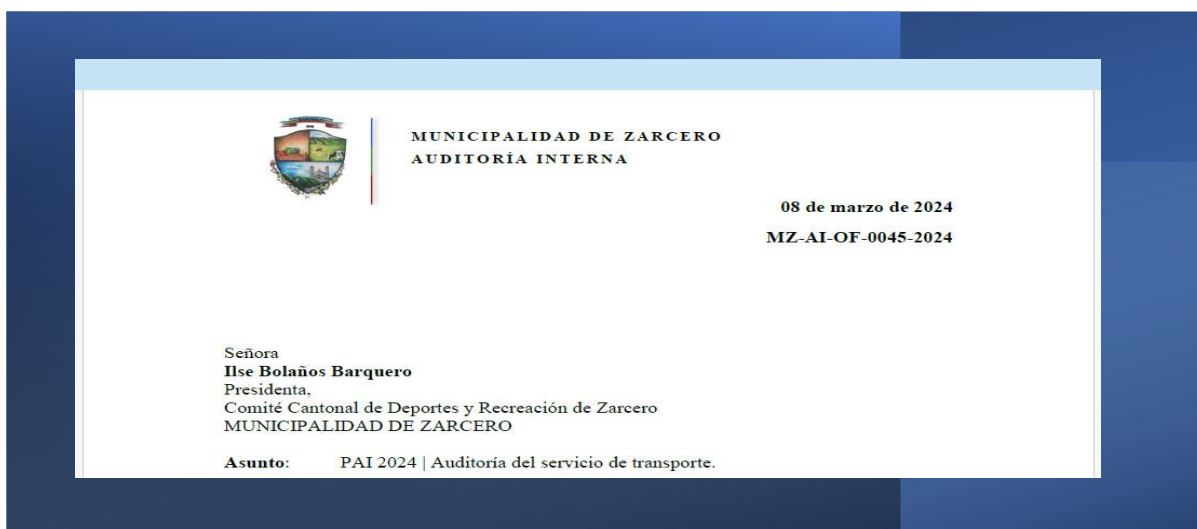 MUNICIPALIDAD DE ZARCERO
AUDITORÍA INTERNA
08 de marzo de 2024
MZ-AI-OF-0045-2024
Señora
Ilse Bolaños Barquero
Presidenta,
Comité Cantonal de Deportes y Recreación de Zarcero
MUNICIPALIDAD DE ZARCERO
Asunto: PAI 2024 | Auditoría del servicio de transporte.